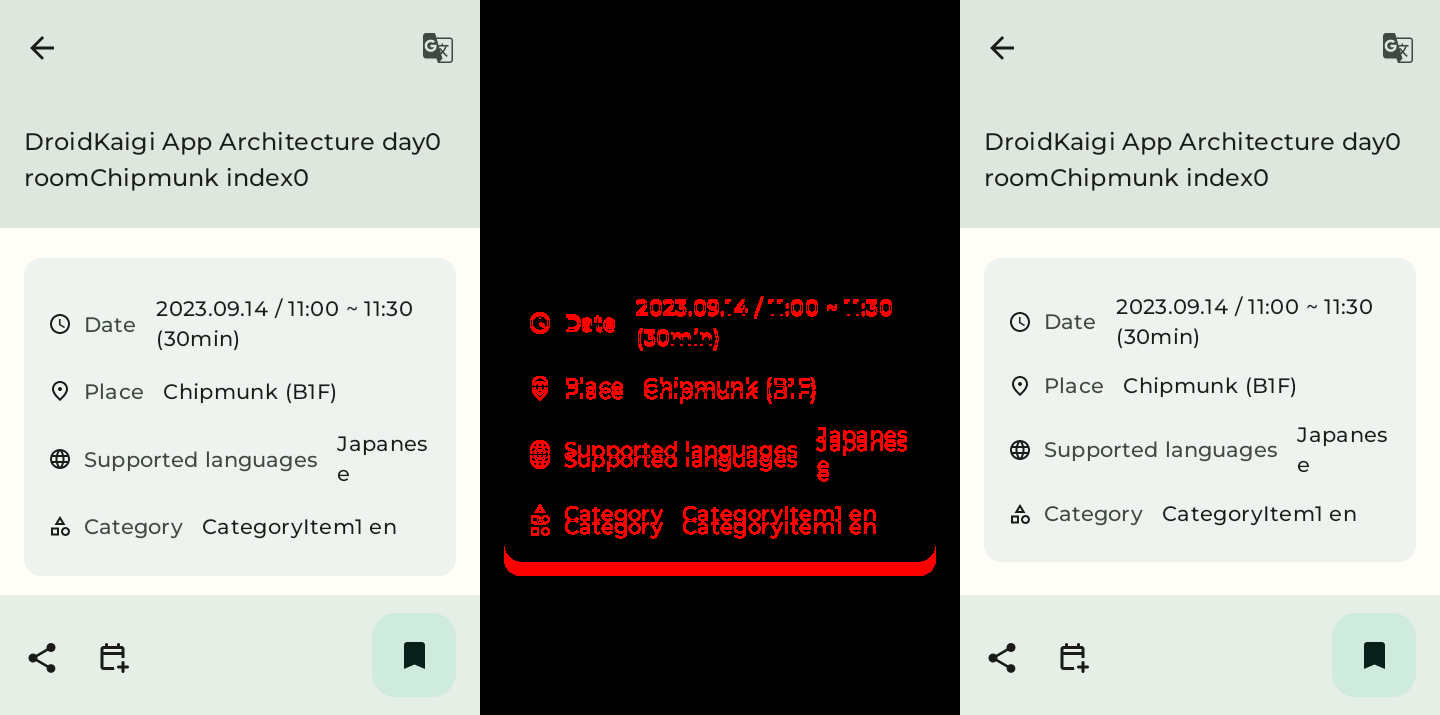 DroidKaigi App Architecture day0
roomChipmunk index0
Date 2023.09.14 / 11:00 ~ 11:30
(30min)
Place Chipmunk (B1F)
Supported languages Japanes
e
Category CategoryItem1 en
Date 2023.09.14 / 11:00 ~ 11:30
(30min)
Place Chipmunk (B1F)
Supported languages Japanes
e
Category CategoryItem1 en
DroidKaigi App Architecture day0
roomChipmunk index0
Date 2023.09.14 / 11:00 ~ 11:30
(30min)
Place Chipmunk (B1F)
Supported languages Japanes
e
Category CategoryItem1 en